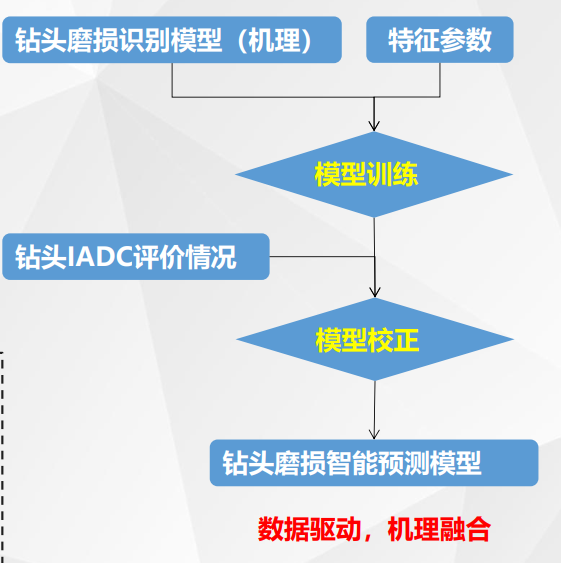 钻头磨损识别模型（机理）
特征参数
模型训练
钻头IADC评价情况
模型校正
钻头磨损智能预测模型
数据驱动，机理融合